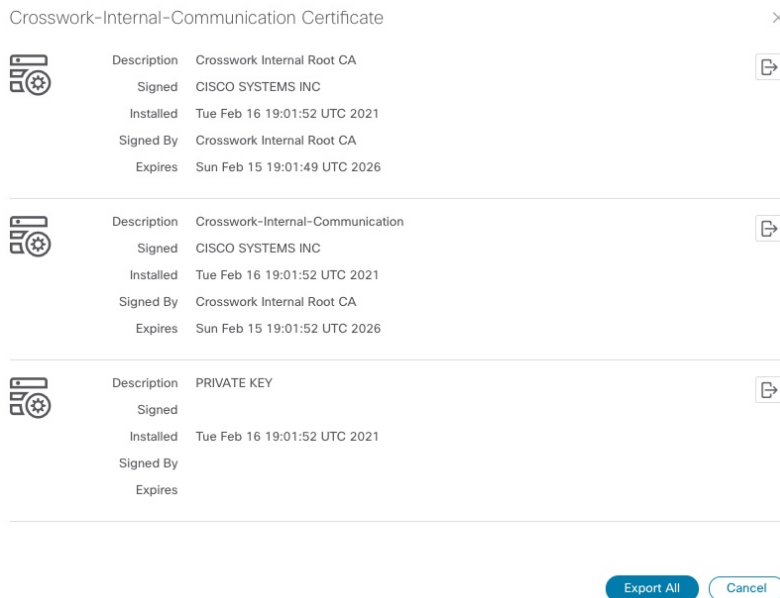 Crosswork-Internal-Communication Certificate
Description Crosswork Internal Root CA
Signed CISCO SYSTEMS INC
Installed Tue Feb 16 19:01:52 UTC 2021
Signed By Crosswork Internal Root CA
Expires Sun Feb 15 19:01:49 UTC 2026
Description Crosswork-Internal-Communication
Signed CISCO SYSTEMS INC
Installed Tue Feb 16 19:01:52 UTC 2021
Signed By Crosswork Internal Root CA
Expires Sun Feb 15 19:01:52 UTC 2026
Description PRIVATE KEY
Signed
Installed Tue Feb 16 19:01:52 UTC 2021
Signed By
Expires
Export All Cancel